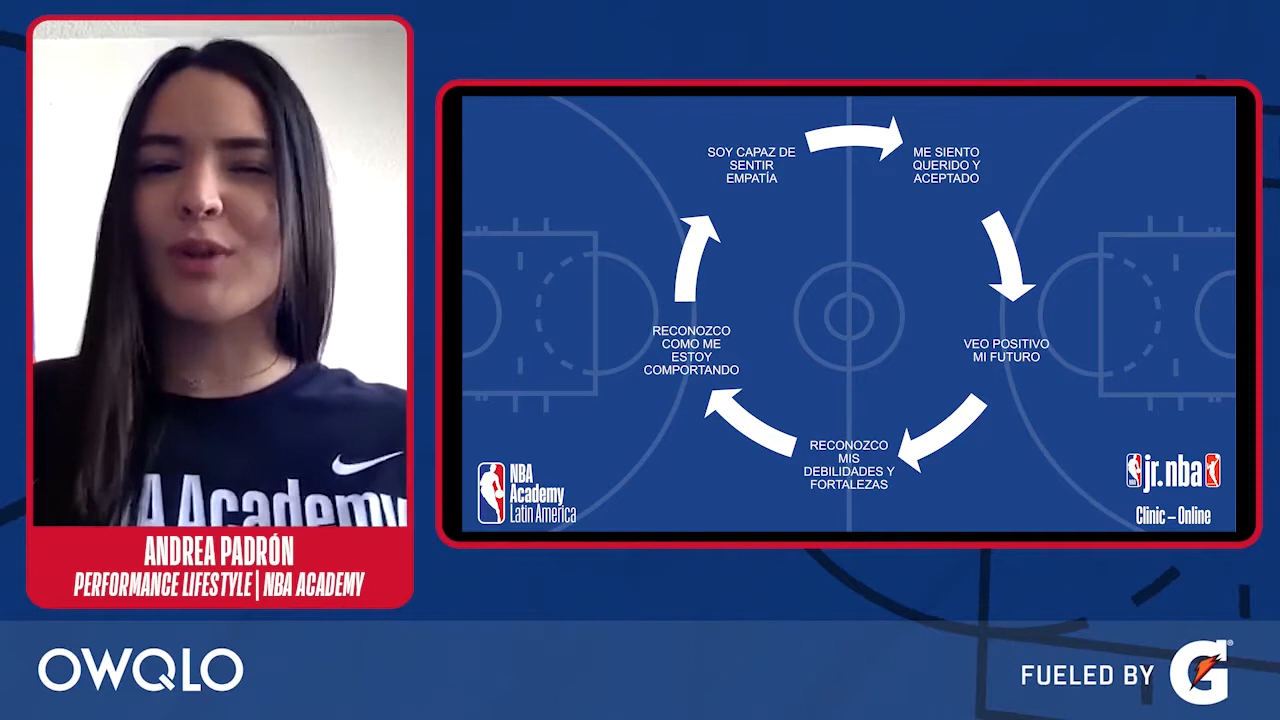 A Academy
ANDREA PADRÓN
PERFORMANCE LIFESTYLE | NBA ACADEMY
SOY CAPAZ DE
SENTIR
EMPATÍA
ME SIENTO
QUERIDO Y
ACEPTADO
VEO POSITIVO
MI FUTURO
RECONOZCO
MIS
DEBILIDADES Y
FORTALEZAS
RECONOZCO
COMO ME
ESTOY
COMPORTANDO
NBA
Academy
Latin America
jr.nba
Clinic – Online
OWQLO
FUELED BY
G